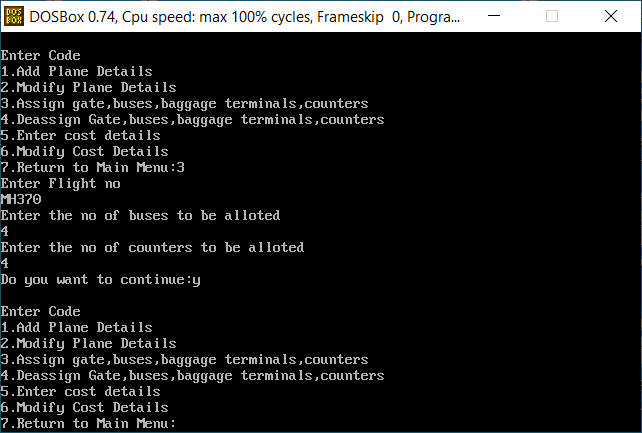 DOSBox 0.74, Cpu speed: max 100% cycles, Frameskip 0, Progra...
Enter Code
1.Add Plane Details
2.Modify Plane Details
3.Assign gate,buses,baggage terminals,counters
4.Deassign Gate,buses,baggage terminals,counters
5.Enter cost details
6.Modify Cost Details
7.Return to Main Menu:3
Enter Flight no
MH370
Enter the no of buses to be alloted
4
Enter the no of counters to be alloted
4
Do you want to continue:y
Enter Code
1.Add Plane Details
2.Modify Plane Details
3.Assign gate,buses,baggage terminals,counters
4.Deassign Gate,buses,baggage terminals,counters
5.Enter cost details
6.Modify Cost Details
7.Return to Main Menu: